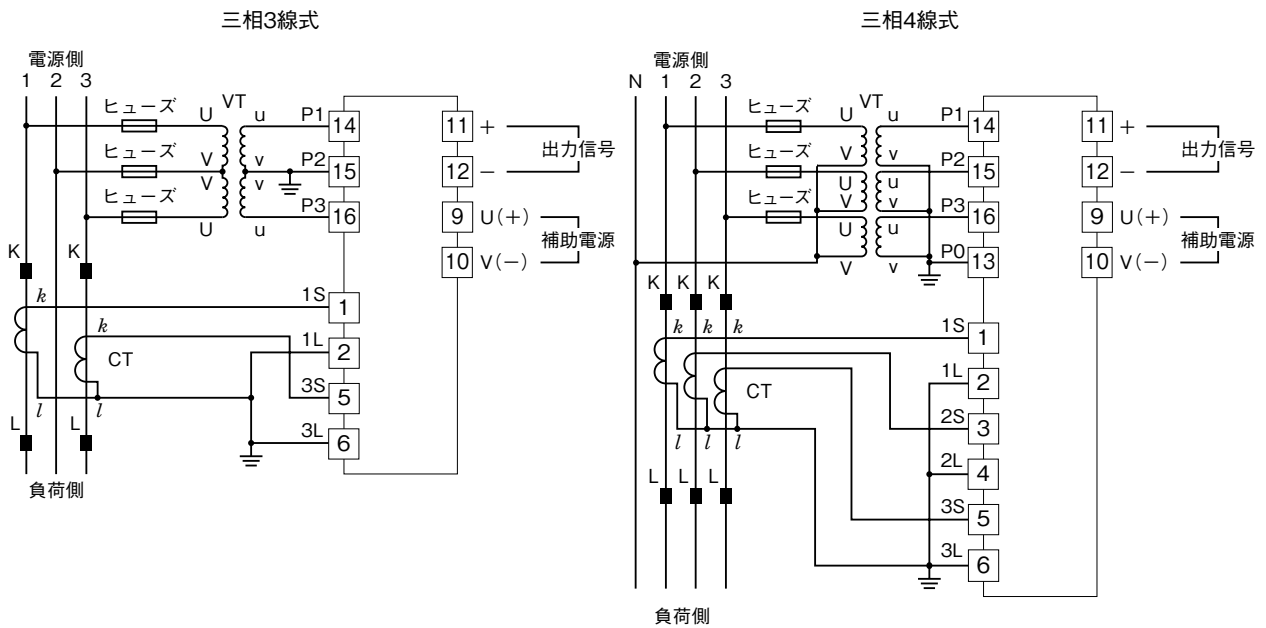 三相3線式
電源側
1 2 3
ヒューズ U VT u P1 14 11 +
出力信号
ヒューズ V v P2 15 12 −
V v
ヒューズ P3 16 9 U(+)
U u 補助電源
10 V(−)
K K
k 1S 1
k
CT 1L 2
3S 5
l l
L L 3L 6
負荷側
三相4線式
電源側
N 1 2 3
ヒューズ U VT u P1 14 11 +
出力信号
ヒューズ V v P2 15 12 −
U u
ヒューズ V v P3 16 9 U(+)
U u 補助電源
V v P0 13 10 V(−)
K K K
k k k 1S 1
CT 1L 2
2S 3
l l l
L L L 2L 4
3S 5
3L 6
負荷側